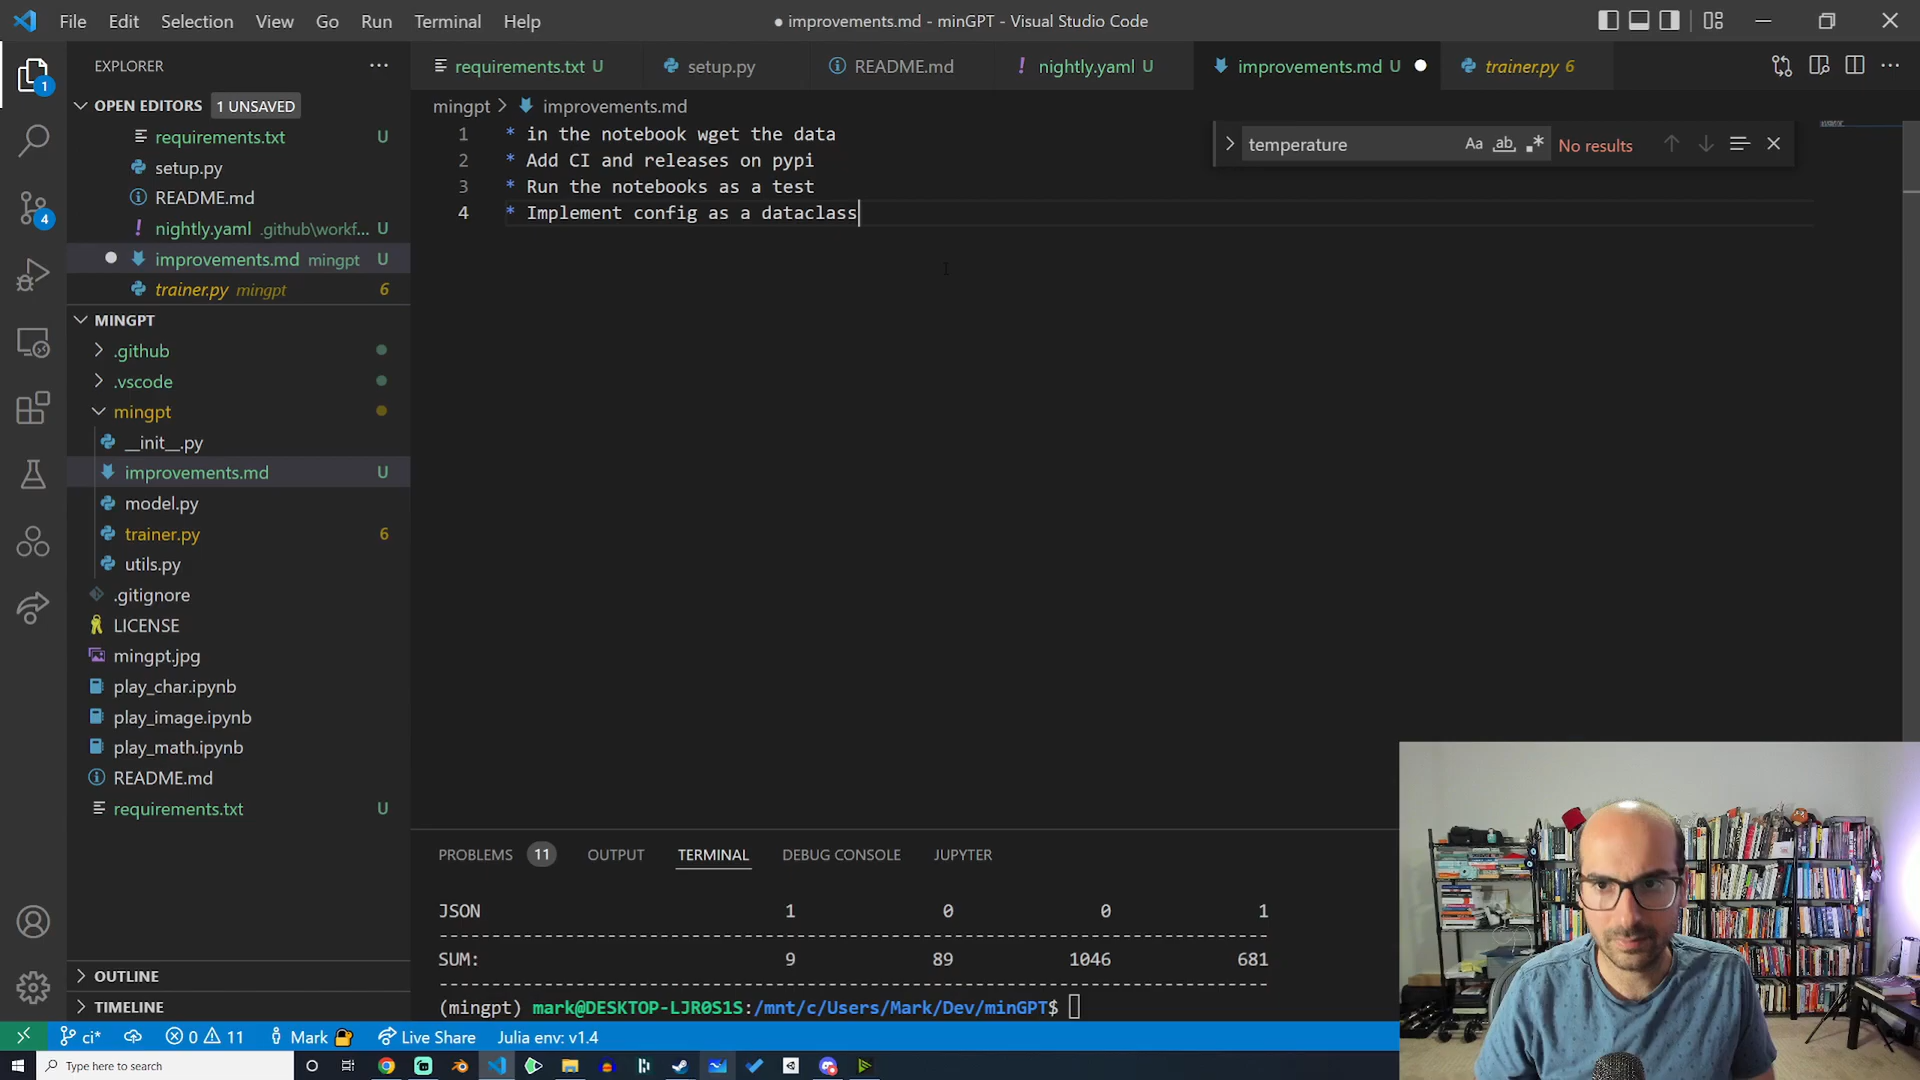 File Edit Selection View Go Run Terminal Help
● improvements.md - minGPT - Visual Studio Code
EXPLORER
requirements.txt U
setup.py
README.md
! nightly.yaml U
improvements.md U
trainer.py 6
OPEN EDITORS 1 UNSAVED
requirements.txt U
setup.py
README.md
! nightly.yaml .github\workf... U
improvements.md mingpt U
trainer.py mingpt 6
MINGPT
.github
.vscode
mingpt
__init__.py
improvements.md U
model.py
trainer.py 6
utils.py
.gitignore
LICENSE
mingpt.jpg
play_char.ipynb
play_image.ipynb
play_math.ipynb
README.md
requirements.txt U
OUTLINE
TIMELINE
1
4
mingpt > improvements.md
1 * in the notebook wget the data
2 * Add CI and releases on pypi
3 * Run the notebooks as a test
4 * Implement config as a dataclass
temperature Aa ab .* No results
PROBLEMS 11 OUTPUT TERMINAL DEBUG CONSOLE JUPYTER
JSON 1 0 0 1
-------------------------------------------------------------------------------
SUM: 9 89 1046 681
-------------------------------------------------------------------------------
(mingpt) mark@DESKTOP-LJR0S1S:/mnt/c/Users/Mark/Dev/minGPT$
ci* 0 11 Mark Live Share Julia env: v1.4
Type here to search